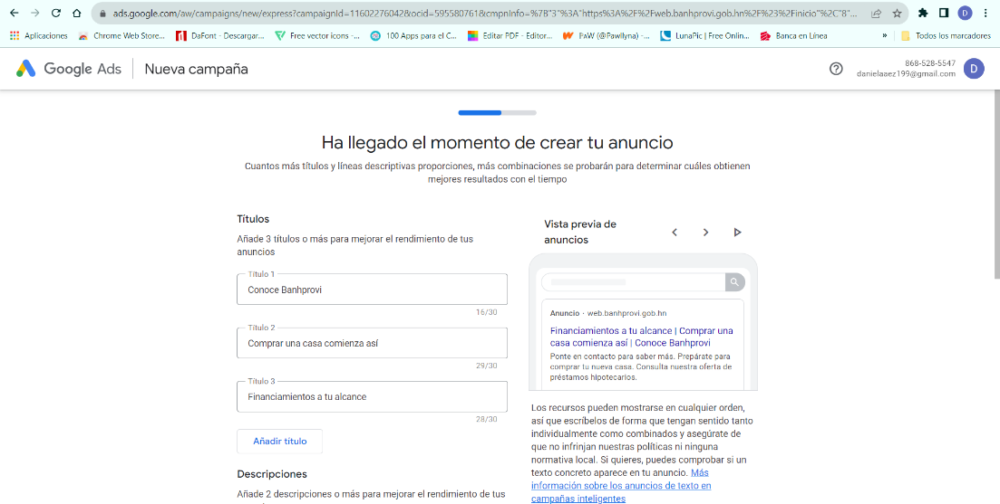 ads.google.com/aw/campaigns/new/express?campaignId=11602276042&ocid=595580761&cmpnInfo=%7B"3"%3A"https%3A%2F%2Fweb.banhprovi.gob.hn%2F%23%2Finicio"%2C"8"...
Aplicaciones Chrome Web Store... DaFont - Descargar... Free vector icons -... 100 Apps para el C... Editar PDF - Editor... PaW (@Pawllyna) -... LunaPic | Free Onlin... Banca en Línea » Todos los marcadores
Google Ads Nueva campaña
868-528-5547
danielaaez199@gmail.com D
Ha llegado el momento de crear tu anuncio
Cuantos más títulos y líneas descriptivas proporciones, más combinaciones se probarán para determinar cuáles obtienen
mejores resultados con el tiempo
Títulos
Añade 3 títulos o más para mejorar el rendimiento de tus
anuncios
Título 1
Conoce Banhprovi
16/30
Título 2
Comprar una casa comienza así
29/30
Título 3
Financiamientos a tu alcance
28/30
Añadir título
Descripciones
Añade 2 descripciones o más para mejorar el rendimiento de tus
Vista previa de
anuncios
Anuncio · web.banhprovi.gob.hn
Financiamientos a tu alcance | Comprar una
casa comienza así | Conoce Banhprovi
Ponte en contacto para saber más. Prepárate para
comprar tu nueva casa. Consulta nuestra oferta de
préstamos hipotecarios.
Los recursos pueden mostrarse en cualquier orden,
así que escríbelos de forma que tengan sentido tanto
individualmente como combinados y asegúrate de
que no infrinjan nuestras políticas ni ninguna
normativa local. Si quieres, puedes comprobar si un
texto concreto aparece en tu anuncio. Más
información sobre los anuncios de texto en
campañas inteligentes